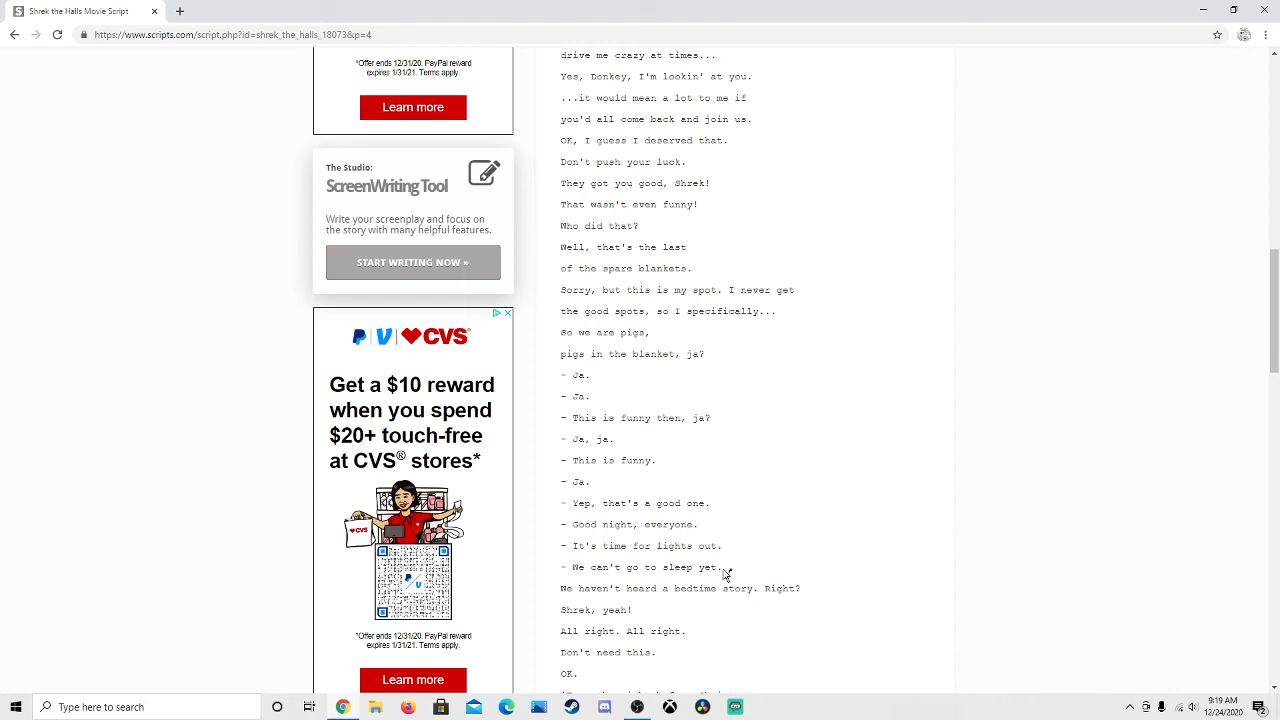 Shrek the Halls Movie Script
https://www.scripts.com/script.php?id=shrek_the_halls_18073&p=4
*Offer ends 12/31/20. PayPal reward
expires 1/31/21. Terms apply.
Learn more
The Studio:
ScreenWriting Tool
Write your screenplay and focus on
the story with many helpful features.
START WRITING NOW »
P | V | CVS®
Get a $10 reward
when you spend
$20+ touch-free
at CVS® stores*
CVS
*Offer ends 12/31/20. PayPal reward
expires 1/31/21. Terms apply.
Learn more
drive me crazy at times...
Yes, Donkey, I'm lookin' at you.
...it would mean a lot to me if
you'd all come back and join us.
OK, I guess I deserved that.
Don't push your luck.
They got you good, Shrek!
That wasn't even funny!
Who did that?
Well, that's the last
of the spare blankets.
Sorry, but this is my spot. I never get
the good spots, so I specifically...
So we are pigs,
pigs in the blanket, ja?
- Ja.
- Ja.
- This is funny then, ja?
- Ja, ja.
- This is funny.
- Ja.
- Yep, that's a good one.
- Good night, everyone.
- It's time for lights out.
- We can't go to sleep yet.
We haven't heard a bedtime story. Right?
Shrek, yeah!
All right. All right.
Don't need this.
OK.
Type here to search
9:19 AM
12/24/2020